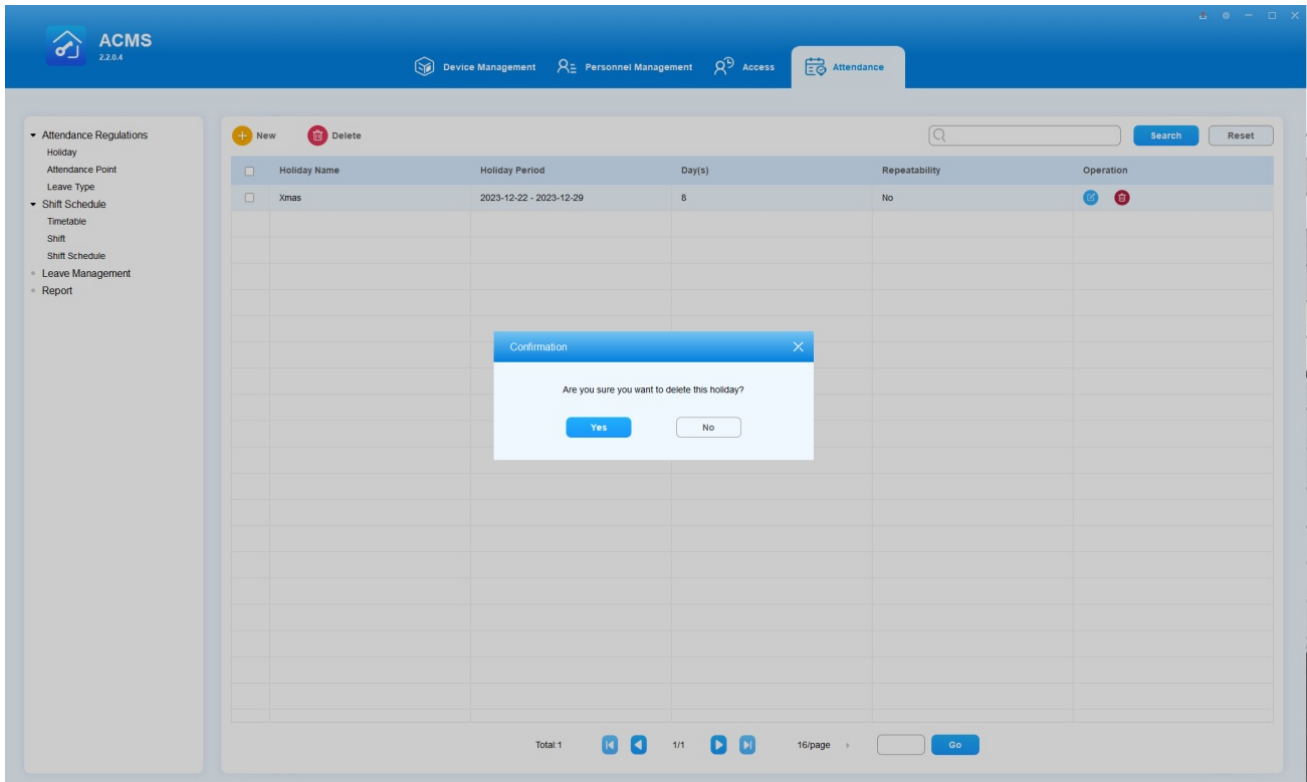 ACMS
2.2.0.4
Device Management
Personnel Management
Access
Attendance
Attendance Regulations
Holiday
Attendance Point
Leave Type
Shift Schedule
Timetable
Shift
Shift Schedule
Leave Management
Report
New
Delete
Search
Reset
Holiday Name Holiday Period Day(s) Repeatability Operation
Xmas 2023-12-22 - 2023-12-29 8 No
Confirmation
Are you sure you want to delete this holiday?
Yes No
Total:1 1/1 16/page Go